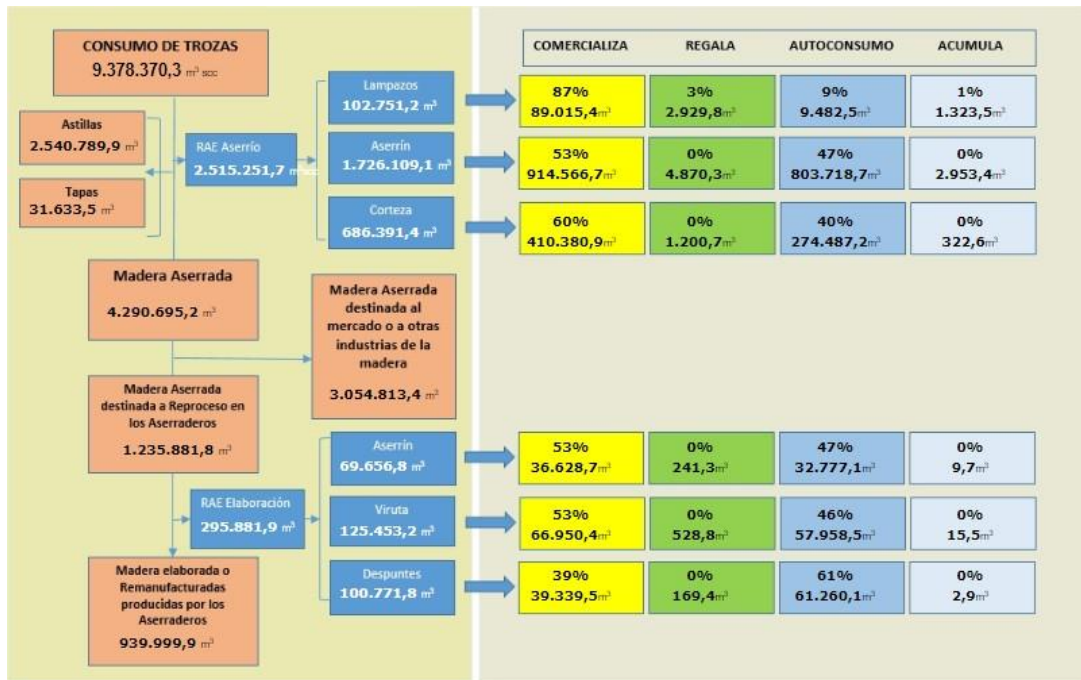 CONSUMO DE TROZAS
9.378.370,3 m³ scc
Astillas
2.540.789,9 m³
Tapas
31.633,5 m³
RAE Aserrío
2.515.251,7 m³scc
Lampazos
102.751,2 m³
Aserrín
1.726.109,1 m³
Corteza
686.391,4 m³
Madera Aserrada
4.290.695,2 m³
Madera Aserrada
destinada al
mercado o a otras
industrias de la
madera
3.054.813,4 m³
Madera Aserrada
destinada a Reproceso en
los Aserraderos
1.235.881,8 m³
RAE Elaboración
295.881,9 m³
Aserrín
69.656,8 m³
Viruta
125.453,2 m³
Despuntes
100.771,8 m³
Madera elaborada o
Remanufacturadas
producidas por los
Aserraderos
939.999,9 m³
COMERCIALIZA REGALA AUTOCONSUMO ACUMULA
87% 3% 9% 1%
89.015,4m³ 2.929,8m³ 9.482,5m³ 1.323,5m³
53% 0% 47% 0%
914.566,7m³ 4.870,3m³ 803.718,7m³ 2.953,4m³
60% 0% 40% 0%
410.380,9m³ 1.200,7m³ 274.487,2m³ 322,6m³
53% 0% 47% 0%
36.628,7m³ 241,3m³ 32.777,1m³ 9,7m³
53% 0% 46% 0%
66.950,4m³ 528,8m³ 57.958,5m³ 15,5m³
39% 0% 61% 0%
39.339,5m³ 169,4m³ 61.260,1m³ 2,9m³